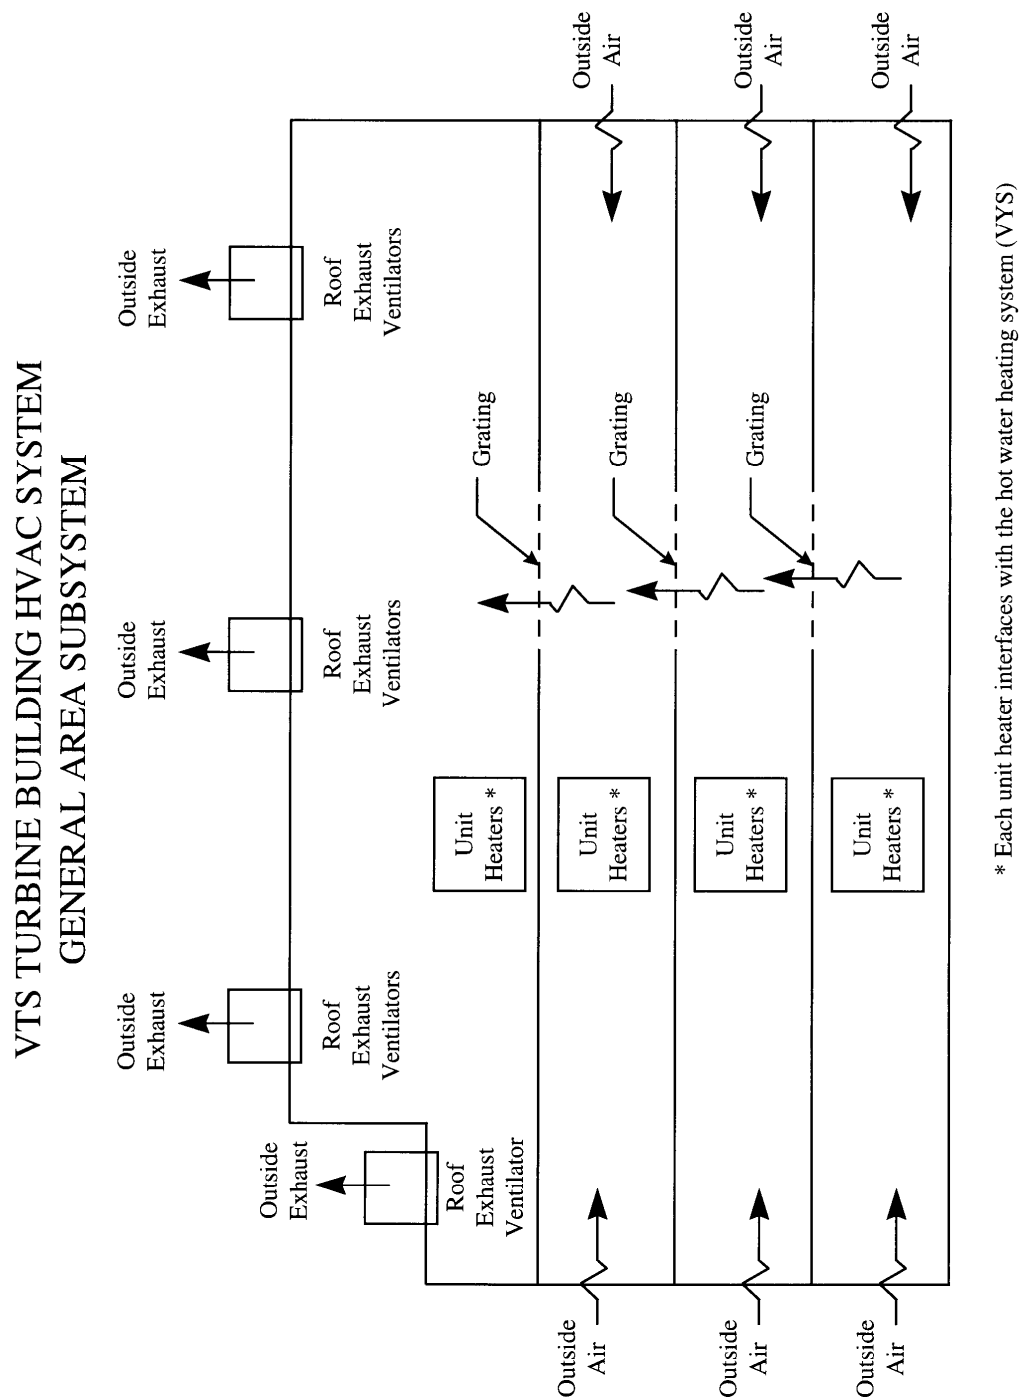 VTS TURBINE BUILDING HVAC SYSTEM
GENERAL AREA SUBSYSTEM
Outside
Exhaust
Outside
Exhaust
Outside
Exhaust
Outside
Exhaust
Roof
Exhaust
Ventilator
Roof
Exhaust
Ventilators
Roof
Exhaust
Ventilators
Roof
Exhaust
Ventilators
Unit
Heaters *
Grating
Outside
Air
Unit
Heaters *
Grating
Outside
Air
Outside
Air
Unit
Heaters *
Grating
Outside
Air
Outside
Air
Unit
Heaters *
Outside
Air
* Each unit heater interfaces with the hot water heating system (VYS)